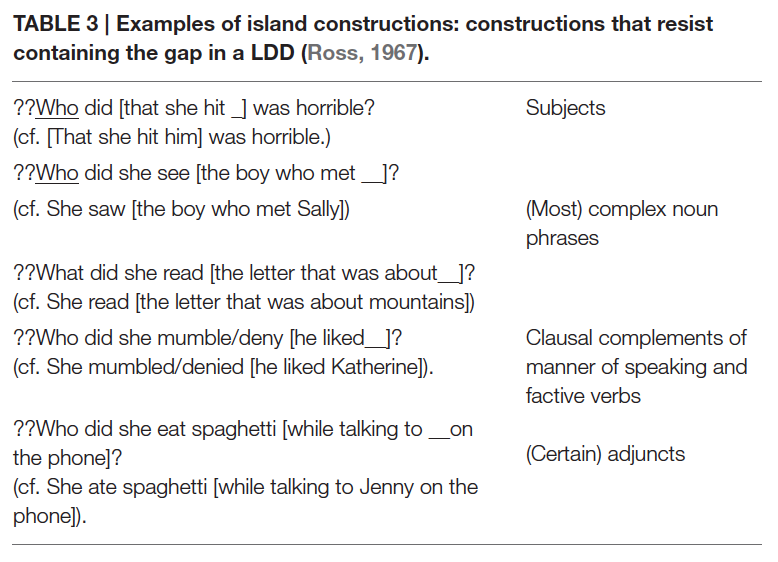 TABLE 3 | Examples of island constructions: constructions that resist
containing the gap in a LDD (Ross, 1967).
??Who did [that she hit _] was horrible?
Subjects
(cf. [That she hit him] was horrible.)
??Who did she see [the boy who met __]?
(cf. She saw [the boy who met Sally])
(Most) complex noun
phrases
??What did she read [the letter that was about__]?
(cf. She read [the letter that was about mountains])
??Who did she mumble/deny [he liked__]?
Clausal complements of
(cf. She mumbled/denied [he liked Katherine]).
manner of speaking and
factive verbs
??Who did she eat spaghetti [while talking to __on
the phone]?
(Certain) adjuncts
(cf. She ate spaghetti [while talking to Jenny on the
phone]).